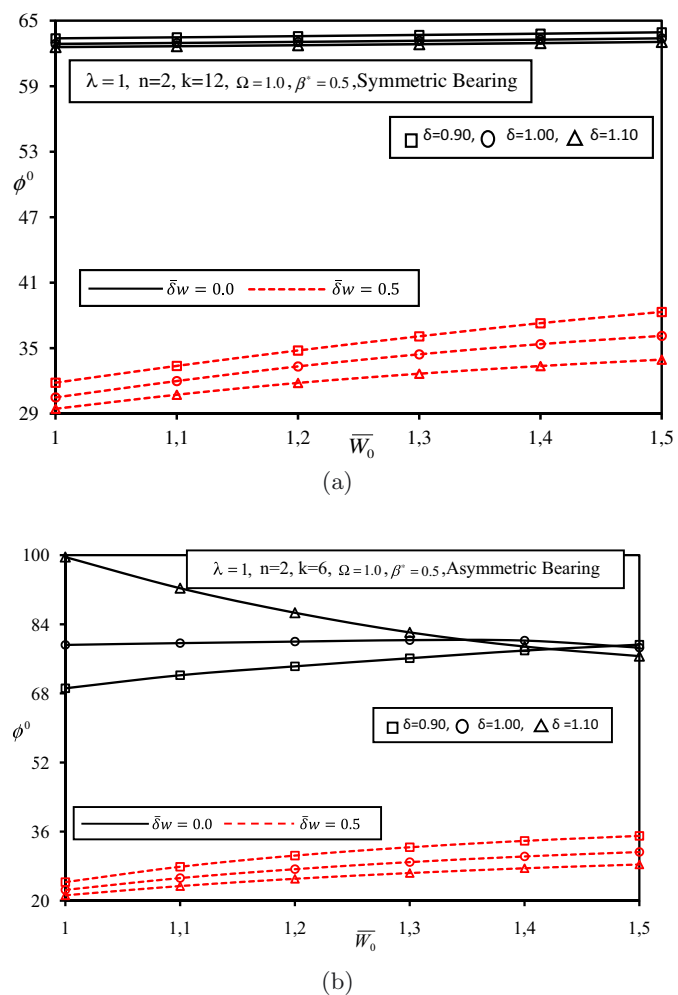 65
λ = 1, n=2, k=12, Ω = 1.0, β* = 0.5, Symmetric Bearing
59
□ δ=0.90, ○ δ=1.00, △ δ=1.10
53
ϕ⁰
47
δ̄w = 0.0 δ̄w = 0.5
41
35
29
1 1,1 1,2 1,3 1,4 1,5
W̄₀
(a)
100
λ = 1, n=2, k=6, Ω = 1.0, β* = 0.5, Asymmetric Bearing
84
68
ϕ⁰
□ δ=0.90, ○ δ=1.00, △ δ =1.10
52
δ̄w = 0.0 δ̄w = 0.5
36
20
1 1,1 1,2 1,3 1,4 1,5
W̄₀
(b)